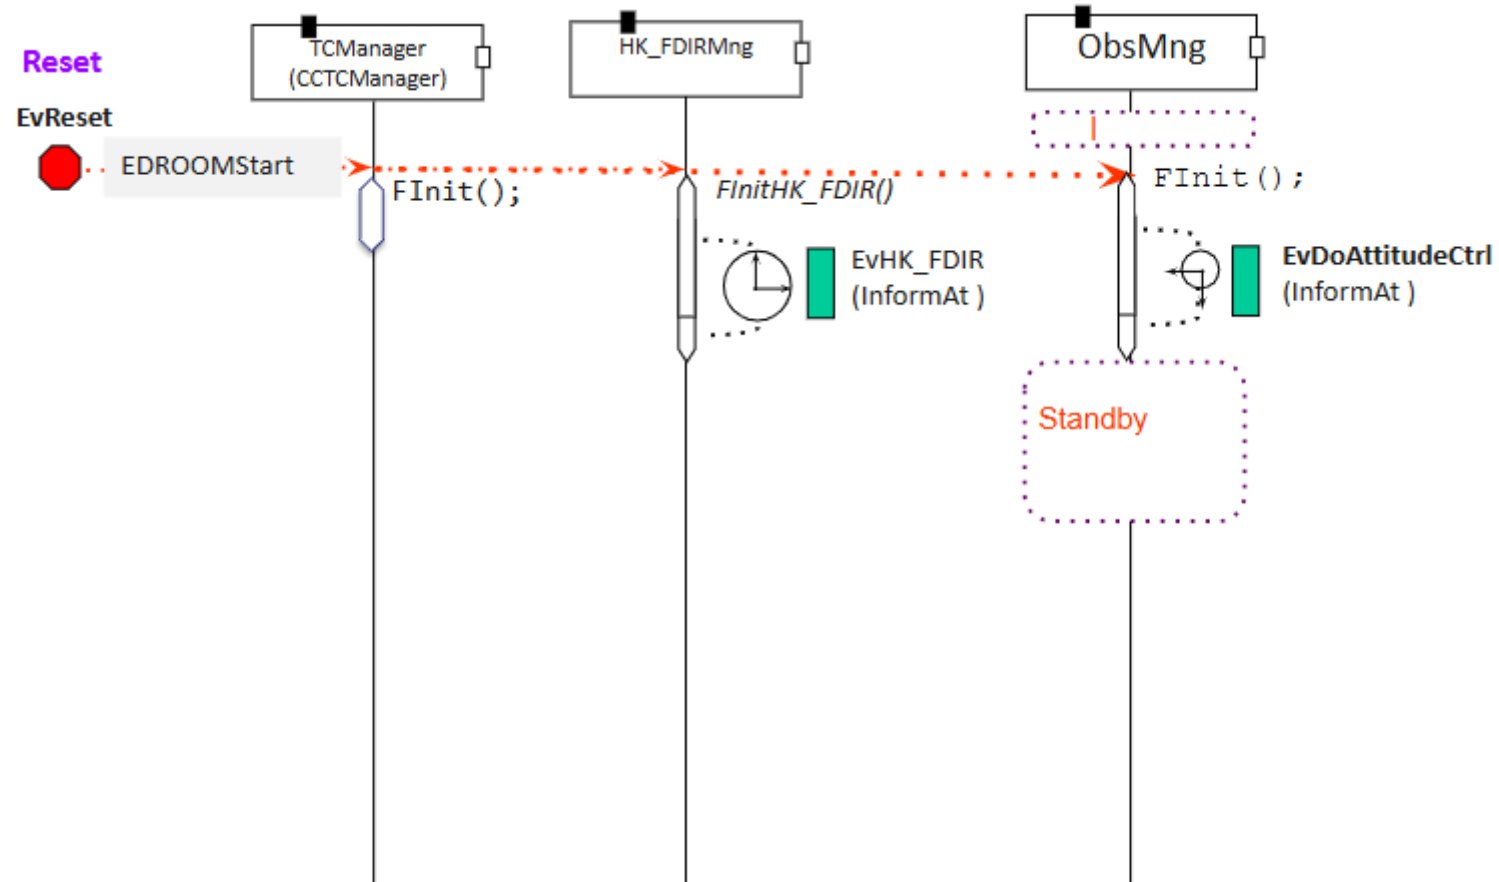 Reset
TCManager
(CCTCManager)
HK_FDIRMng
ObsMng
EvReset
I
EDROOMStart
FInit();
FInitHK_FDIR()
FInit();
EvHK_FDIR
(InformAt )
EvDoAttitudeCtrl
(InformAt )
Standby